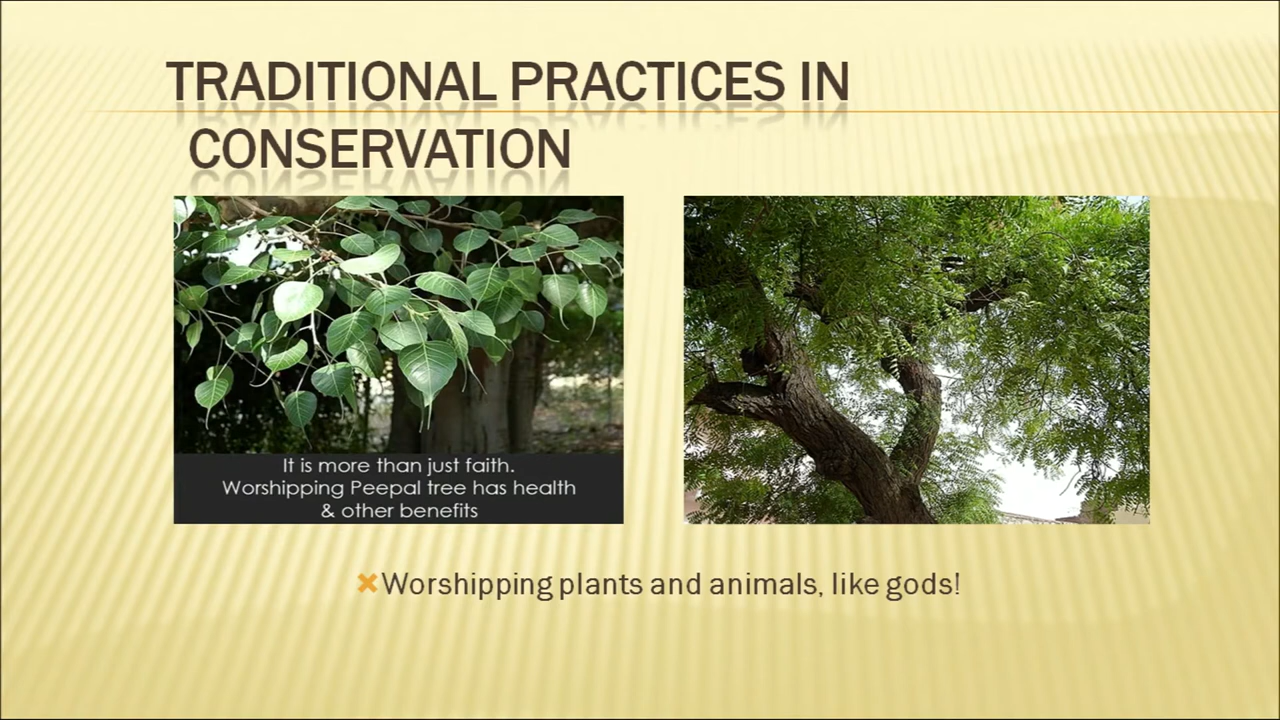 TRADITIONAL PRACTICES IN
CONSERVATION
It is more than just faith.
Worshipping Peepal tree has health
& other benefits
Worshipping plants and animals, like gods!